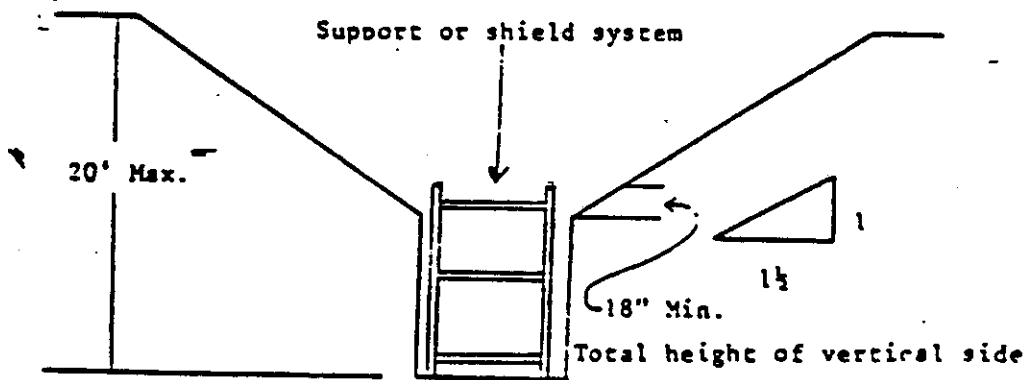 Support or shield system
20' Max.
1
1½
18" Min.
Total height of vertical side